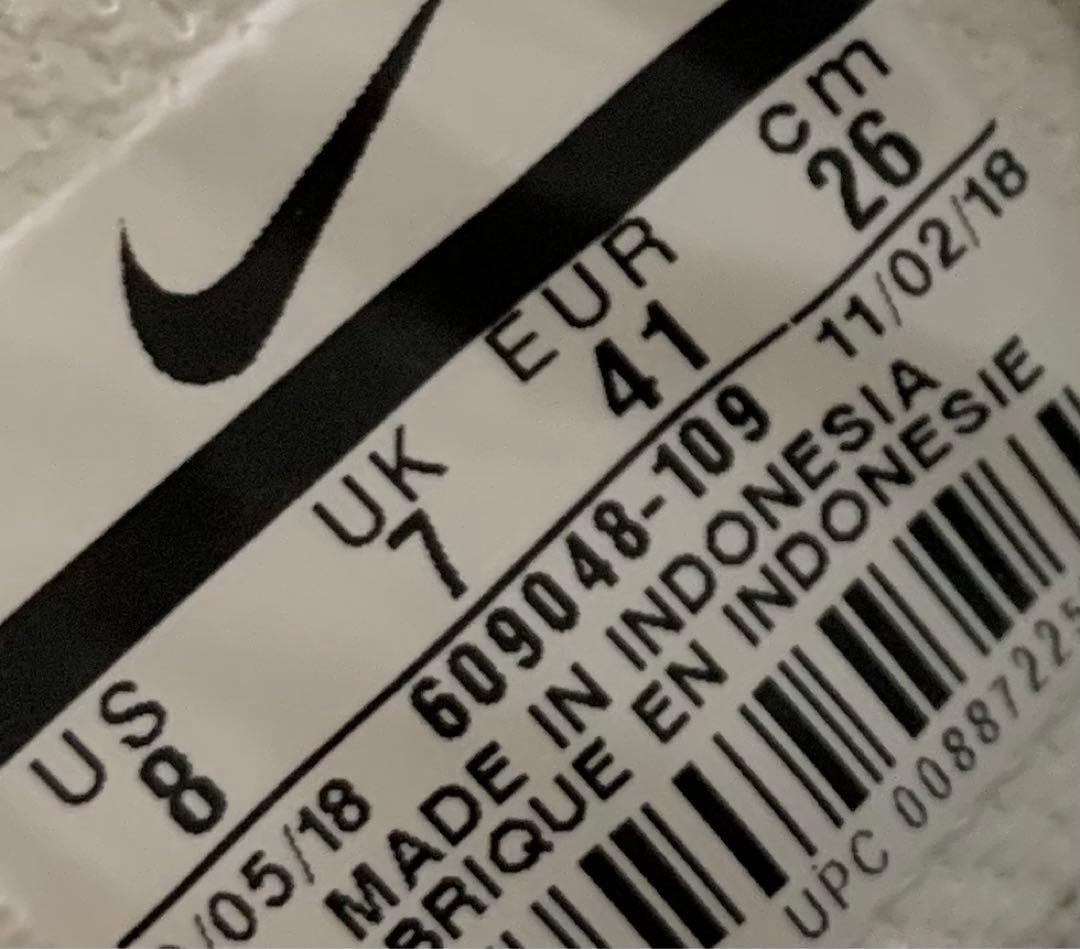 US UK EUR cm
8 7 41 26
/05/18 609048-109 11/02/18
MADE IN INDONESIA
BRIQUE EN INDONESIE
UPC 00887225